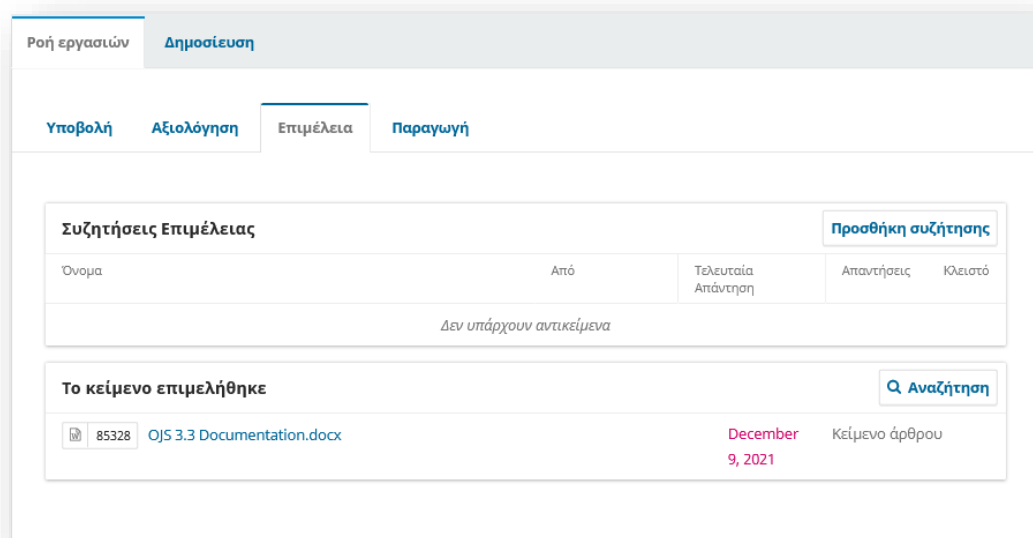 Ροή εργασιών Δημοσίευση
Υποβολή Αξιολόγηση Επιμέλεια Παραγωγή
Συζητήσεις Επιμέλειας Προσθήκη συζήτησης
Όνομα Από Τελευταία Απάντηση Απαντήσεις Κλειστό
Δεν υπάρχουν αντικείμενα
Το κείμενο επιμελήθηκε Αναζήτηση
85328 OJS 3.3 Documentation.docx December 9, 2021 Κείμενο άρθρου